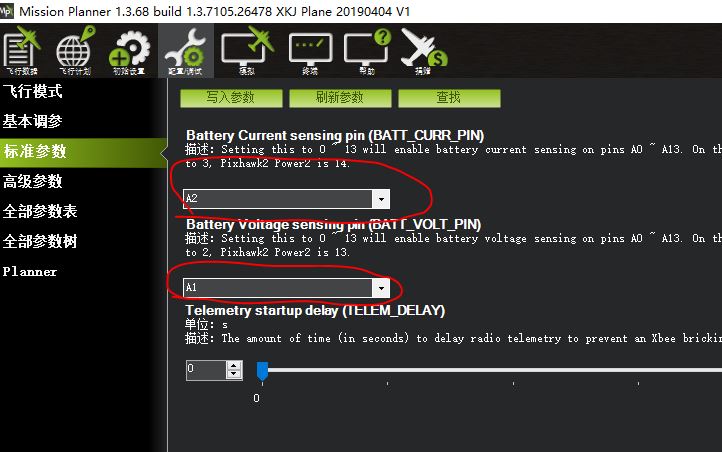 Mission Planner 1.3.68 build 1.3.7105.26478 XKJ Plane 20190404 V1
飞行数据 飞行计划 初始设置 配置/调试 模拟 终端 帮助 捐赠
飞行模式
基本调参
标准参数
高级参数
全部参数表
全部参数树
Planner
写入参数 刷新参数 查找
Battery Current sensing pin (BATT_CURR_PIN)
描述: Setting this to 0 ~ 13 will enable battery current sensing on pins A0 ~ A13. On th
to 3, Pixhawk2 Power2 is 14.
A2
Battery Voltage sensing pin (BATT_VOLT_PIN)
描述: Setting this to 0 ~ 13 will enable battery voltage sensing on pins A0 ~ A13. On th
to 2, Pixhawk2 Power2 is 13.
A1
Telemetry startup delay (TELEM_DELAY)
单位: s
描述: The amount of time (in seconds) to delay radio telemetry to prevent an Xbee brickin
0
0